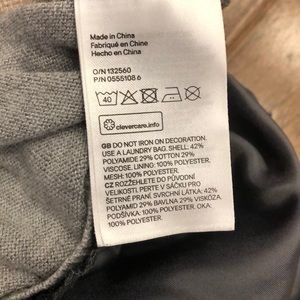 Made in China
Fabriqué en Chine
Hecho en China
O/N 132560
P/N 0555108 6
40
clevercare.info
GB DO NOT IRON ON DECORATION.
USE A LAUNDRY BAG. SHELL: 42%
POLYAMIDE 29% COTTON 29%
VISCOSE. LINING: 100% POLYESTER.
MESH: 100% POLYESTER.
CZ ROZŽEHLETE DO PŮVODNÍ
VELIKOSTI. PERTE V SÁČKU PRO
ŠETRNÉ PRANÍ. SVRCHNÍ LÁTKA: 42%
POLYAMID 29% BAVLNA 29% VISKÓZA.
PODŠÍVKA: 100% POLYESTER. OKA:
100% POLYESTER.